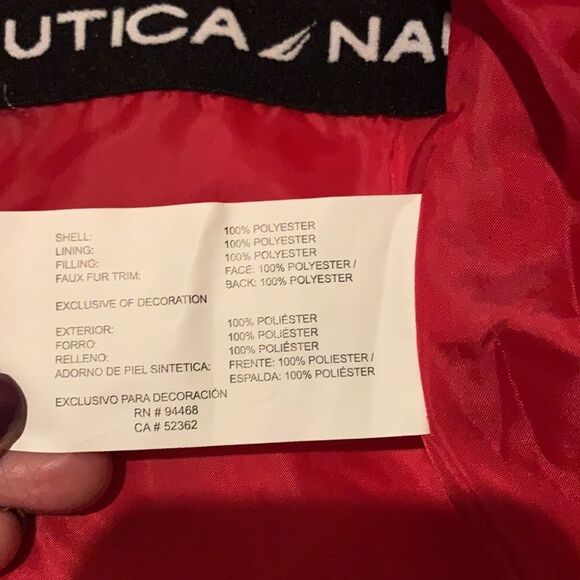 UTICA NAU
SHELL: 100% POLYESTER
LINING: 100% POLYESTER
FILLING: 100% POLYESTER
FAUX FUR TRIM: FACE: 100% POLYESTER /
BACK: 100% POLYESTER
EXCLUSIVE OF DECORATION
EXTERIOR: 100% POLIÉSTER
FORRO: 100% POLIÉSTER
RELLENO: 100% POLIÉSTER
ADORNO DE PIEL SINTETICA: FRENTE: 100% POLIESTER /
ESPALDA: 100% POLIÉSTER
EXCLUSIVO PARA DECORACIÓN
RN # 94468
CA # 52362